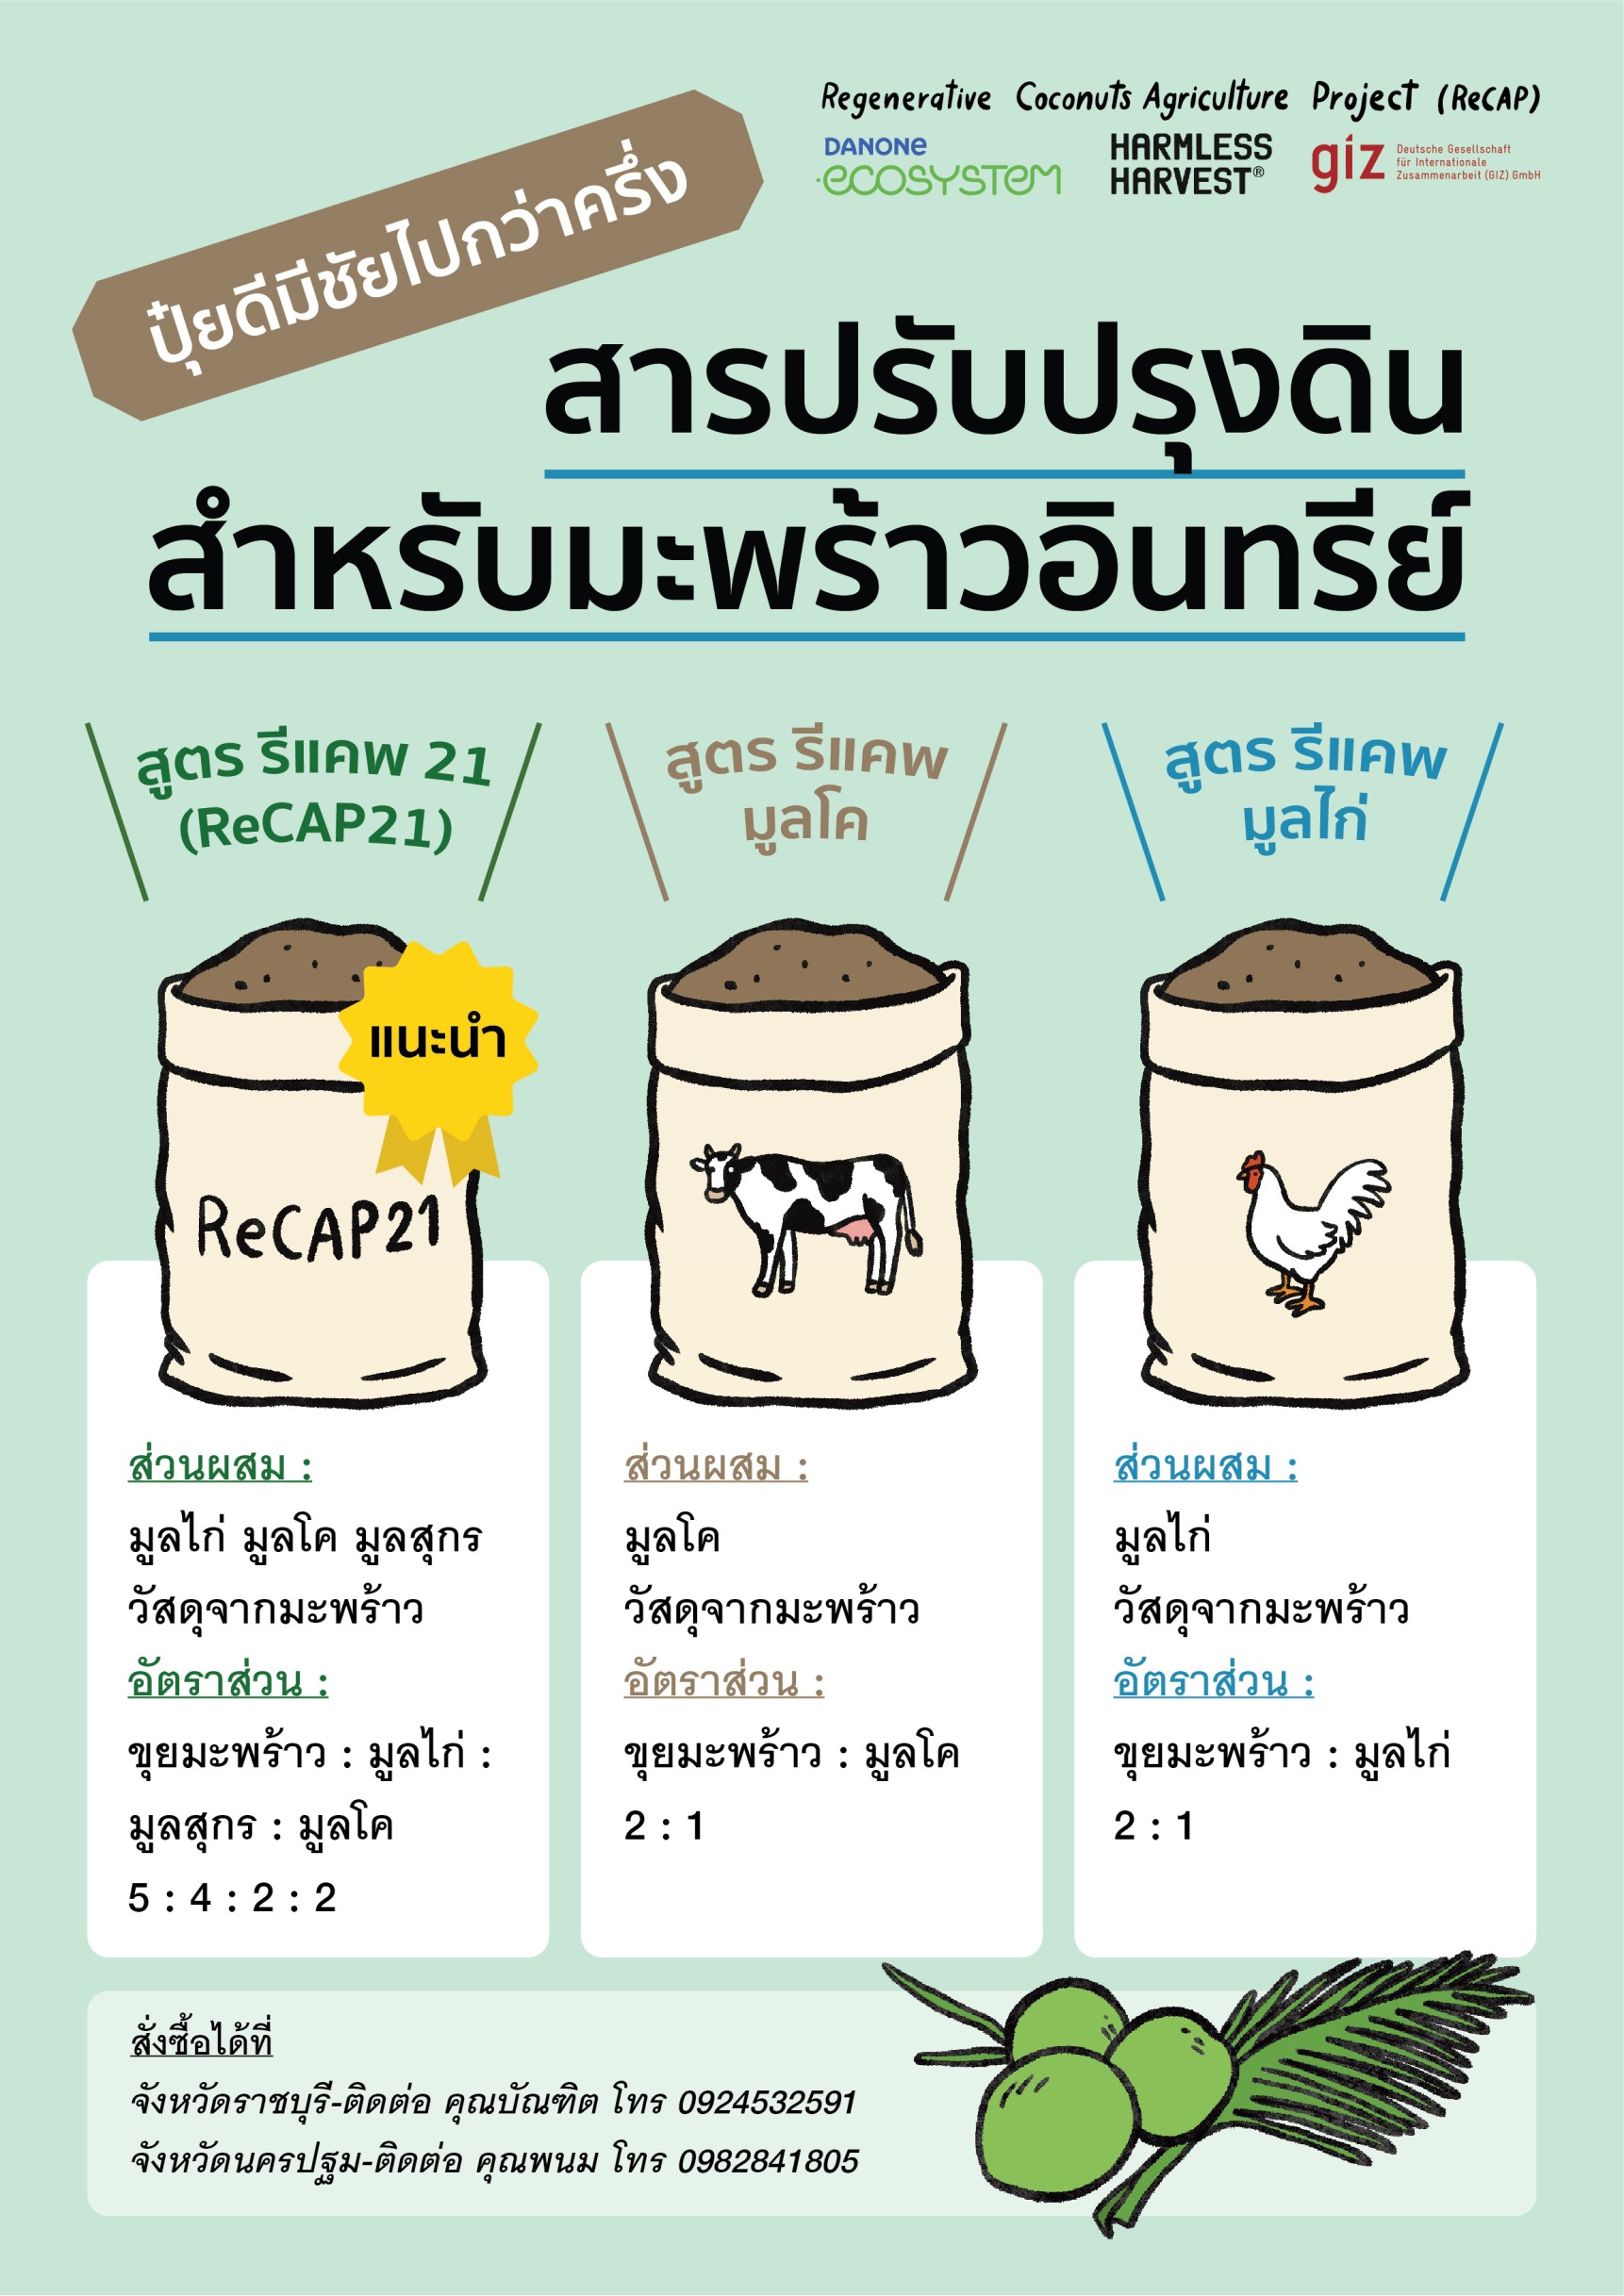 Regenerative Coconuts Agriculture Project (ReCAP)
DANONE
ECOSYSTEM
HARMLESS
HARVEST®
giz
Deutsche Gesellschaft
für Internationale
Zusammenarbeit (GIZ) GmbH
ปุ๋ยดีมีชัยไปกว่าครึ่ง
สารปรับปรุงดิน
สำหรับมะพร้าวอินทรีย์
สูตร รีแคพ 21
(ReCAP21)
แนะนำ
ReCAP21
ส่วนผสม :
มูลไก่ มูลโค มูลสุกร
วัสดุจากมะพร้าว
อัตราส่วน :
ขุยมะพร้าว : มูลไก่ :
มูลสุกร : มูลโค
5 : 4 : 2 : 2
สูตร รีแคพ
มูลโค
ส่วนผสม :
มูลโค
วัสดุจากมะพร้าว
อัตราส่วน :
ขุยมะพร้าว : มูลโค
2 : 1
สูตร รีแคพ
มูลไก่
ส่วนผสม :
มูลไก่
วัสดุจากมะพร้าว
อัตราส่วน :
ขุยมะพร้าว : มูลไก่
2 : 1
สั่งซื้อได้ที่
จังหวัดราชบุรี-ติดต่อ คุณบัณฑิต โทร 0924532591
จังหวัดนครปฐม-ติดต่อ คุณพนม โทร 0982841805